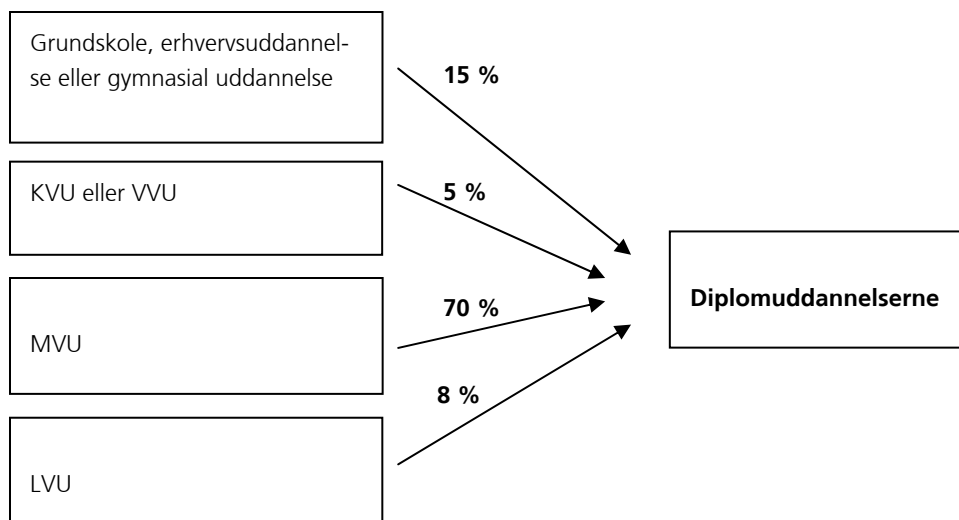 Grundskole, erhvervsuddannel-
se eller gymnasial uddannelse
15 %
KVU eller VVU
5 %
MVU
70 %
LVU
8 %
Diplomuddannelserne